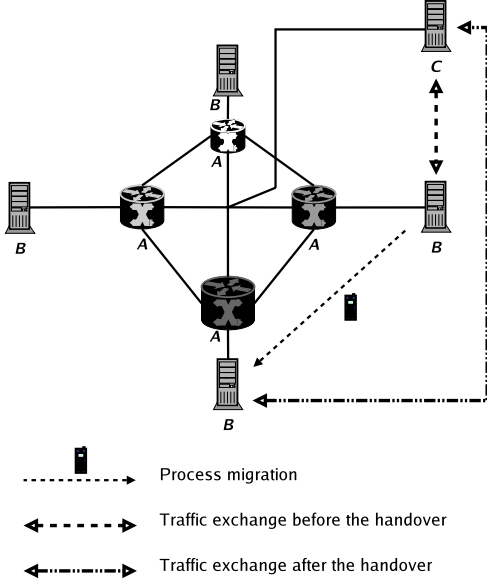 C
B
A
B
A
A
B
A
B
Process migration
Traffic exchange before the handover
Traffic exchange after the handover